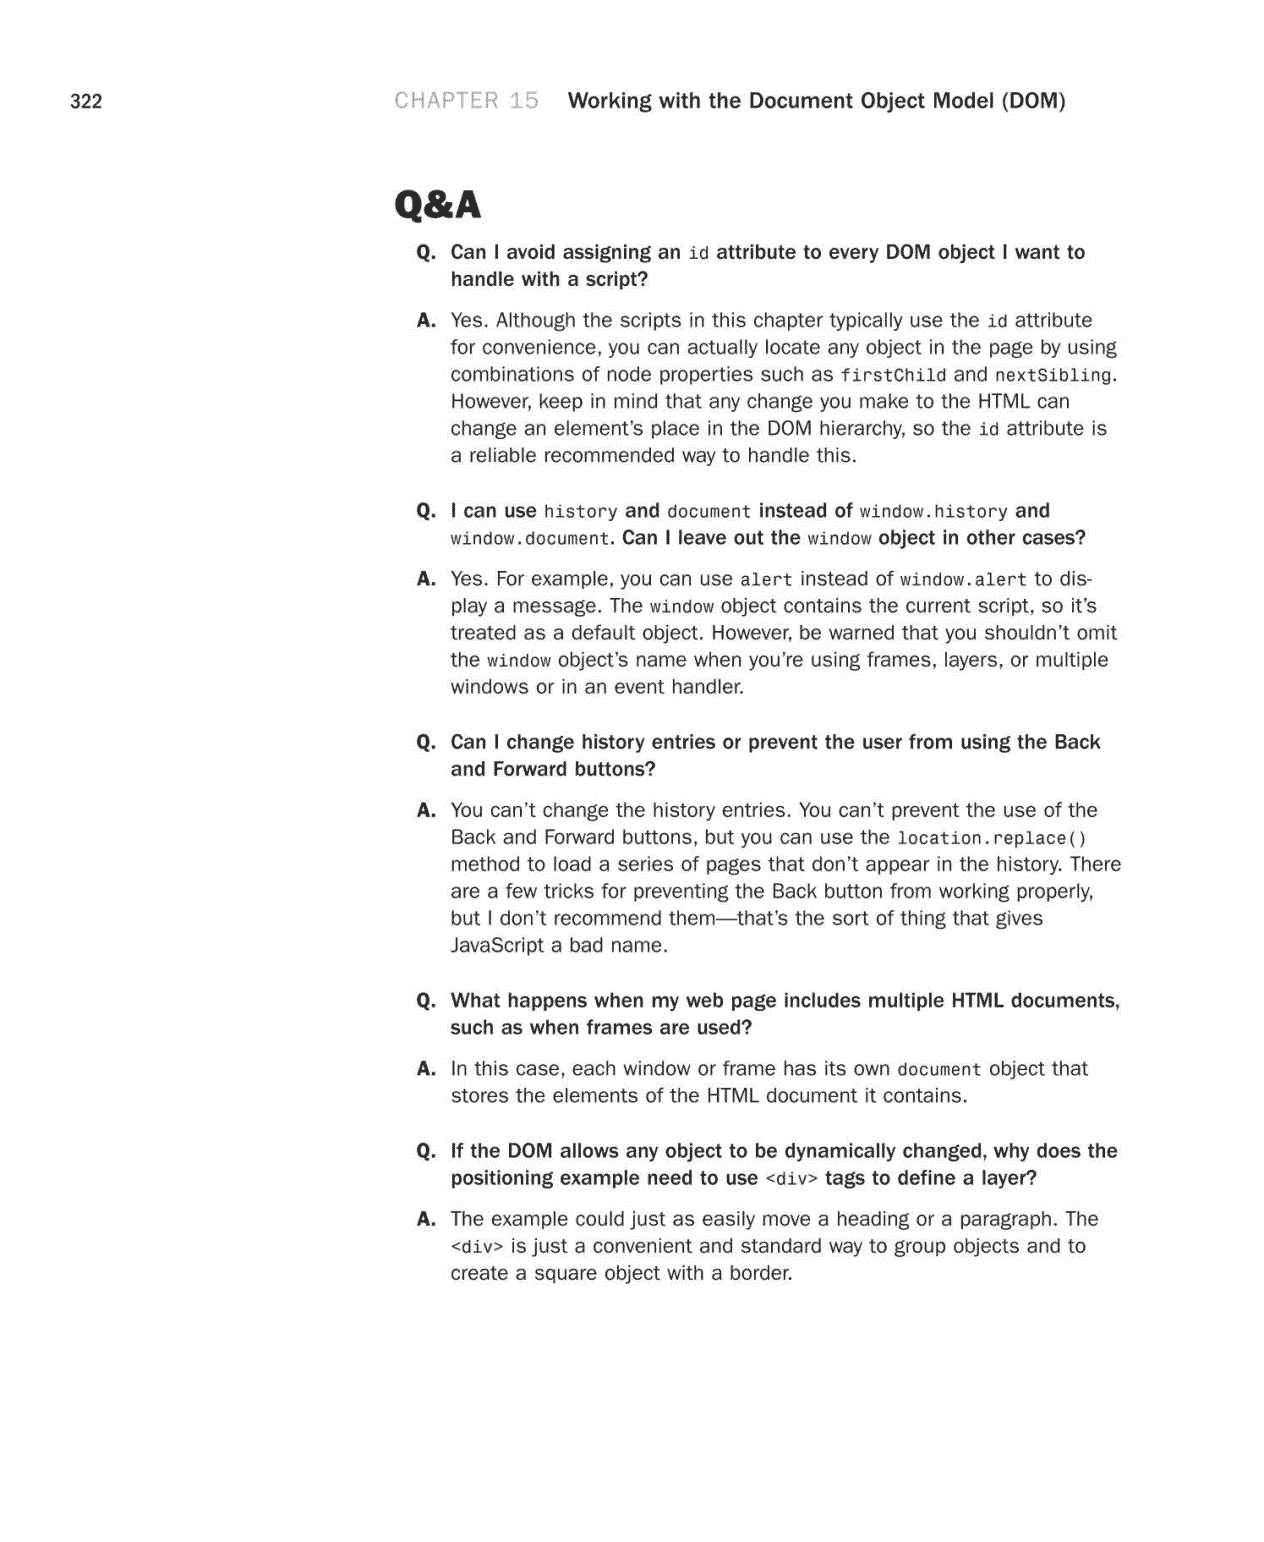 322
CHAPTER 15 Working with the Document Object Model (DOM)
Q&A
Q. Can I avoid assigning an id attribute to every DOM object I want to
handle with a script?
A. Yes. Although the scripts in this chapter typically use the id attribute
for convenience, you can actually locate any object in the page by using
combinations of node properties such as firstChild and nextSibling.
However, keep in mind that any change you make to the HTML can
change an element's place in the DOM hierarchy, so the id attribute is
a reliable recommended way to handle this.
Q. I can use history and document instead of window.history and
window.document. Can I leave out the window object in other cases?
A. Yes. For example, you can use alert instead of window.alert to dis-
play a message. The window object contains the current script, so it's
treated as a default object. However, be warned that you shouldn't omit
the window object's name when you're using frames, layers, or multiple
windows or in an event handler.
Q. Can I change history entries or prevent the user from using the Back
and Forward buttons?
A. You can't change the history entries. You can't prevent the use of the
Back and Forward buttons, but you can use the location.replace()
method to load a series of pages that don't appear in the history. There
are a few tricks for preventing the Back button from working properly,
but I don't recommend them—that's the sort of thing that gives
JavaScript a bad name.
Q. What happens when my web page includes multiple HTML documents,
such as when frames are used?
A. In this case, each window or frame has its own document object that
stores the elements of the HTML document it contains.
Q. If the DOM allows any object to be dynamically changed, why does the
positioning example need to use <div> tags to define a layer?
A. The example could just as easily move a heading or a paragraph. The
<div> is just a convenient and standard way to group objects and to
create a square object with a border.